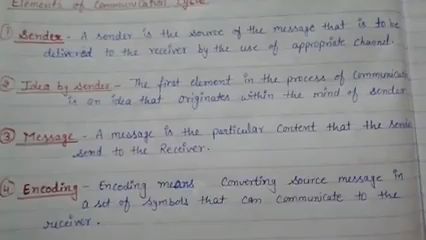 Elements of Communication Cycle
① Sender - A sender is the source of the message that is to be
delivered to the receiver by the use of appropriate channel.
② Idea by sender - The first element in the process of communicati
is an idea that originates within the mind of sender
③ Message - A message is the particular content that the sende
send to the Receiver.
④ Encoding - Encoding means converting source message in
a set of symbols that can communicate to the
receiver.